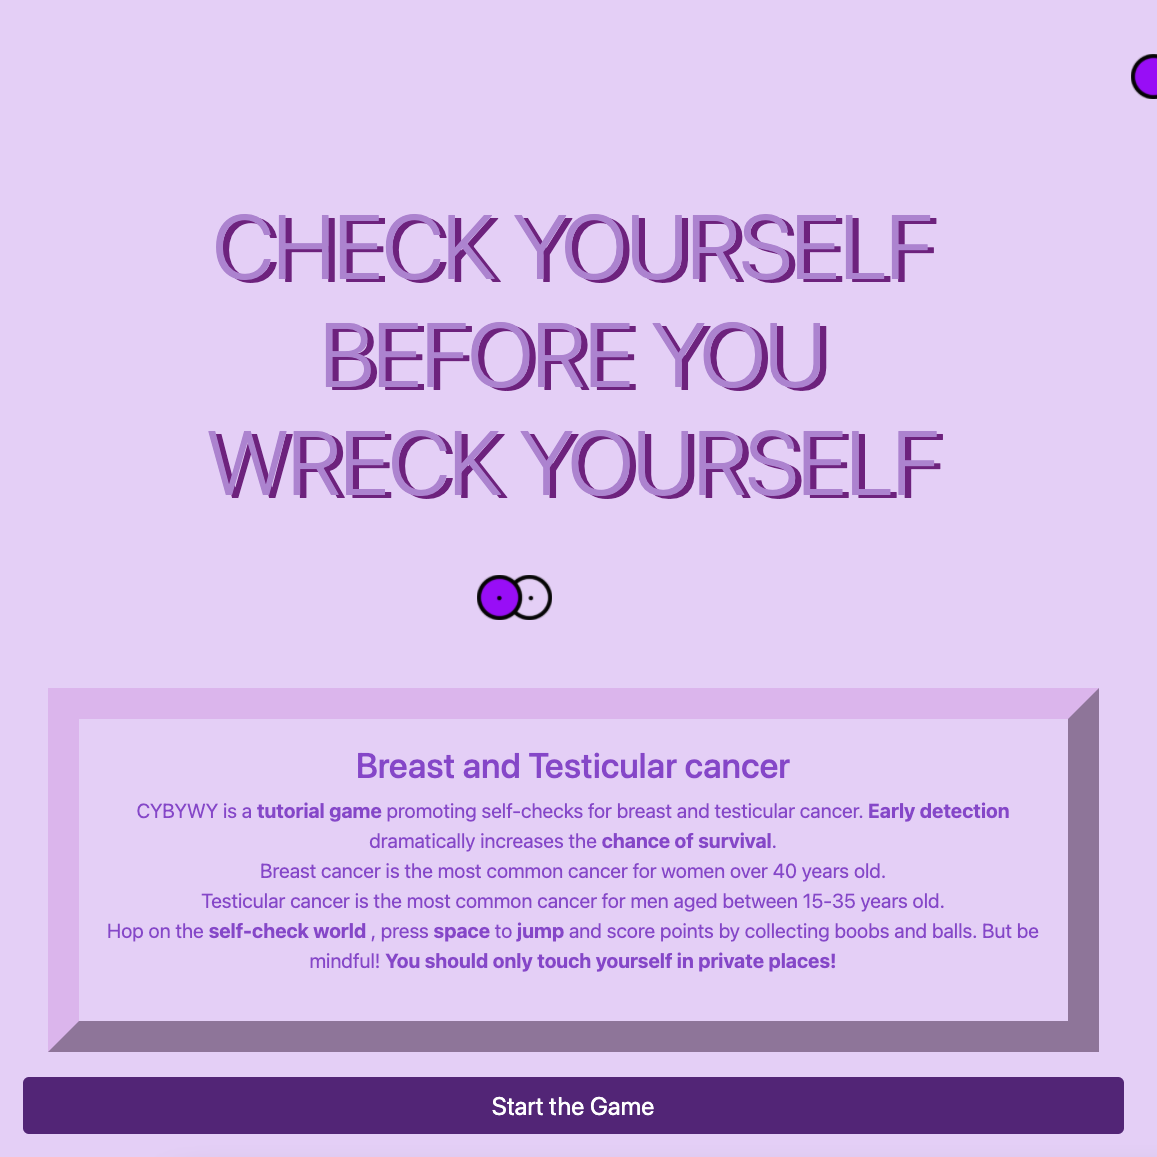 CHECK YOURSELF
BEFORE YOU
WRECK YOURSELF
Breast and Testicular cancer
CYBYWY is a tutorial game promoting self-checks for breast and testicular cancer. Early detection
dramatically increases the chance of survival.
Breast cancer is the most common cancer for women over 40 years old.
Testicular cancer is the most common cancer for men aged between 15-35 years old.
Hop on the self-check world , press space to jump and score points by collecting boobs and balls. But be
mindful! You should only touch yourself in private places!
Start the Game